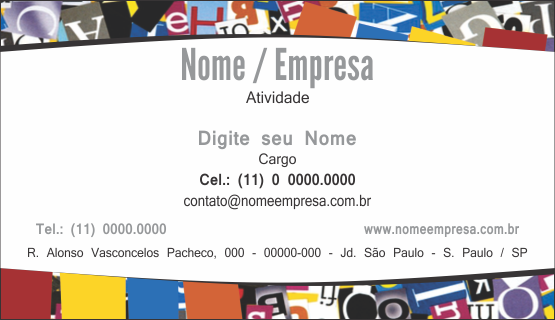 Nome / Empresa
Atividade
Digite seu Nome
Cargo
Cel.: (11) 0 0000.0000
contato@nomeempresa.com.br
Tel.: (11) 0000.0000 www.nomeempresa.com.br
R. Alonso Vasconcelos Pacheco, 000 - 00000-000 - Jd. São Paulo - S. Paulo / SP